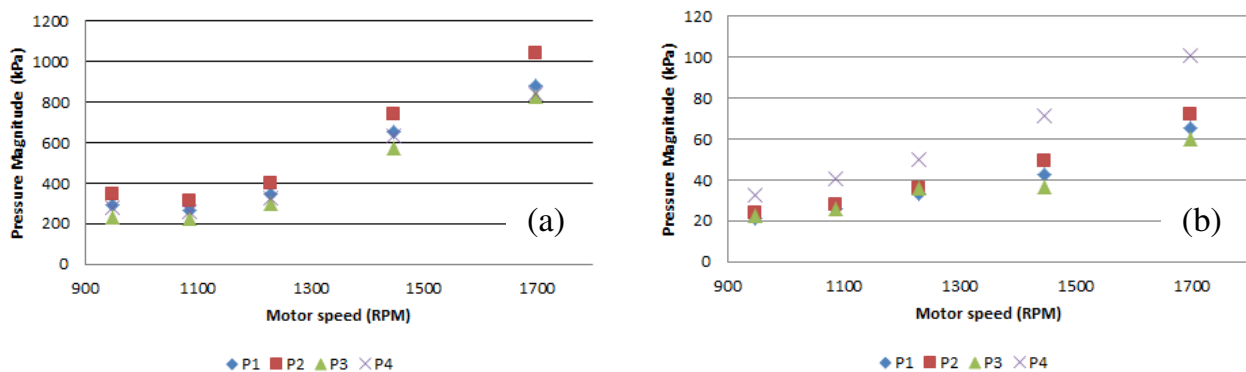 Pressure Magnitude (kPa)
1200
1000
800
600
400
200
0
900 1100 1300 1500 1700
Motor speed (RPM)
P1 P2 P3 P4
(a)
Pressure Magnitude (kPa)
120
100
80
60
40
20
0
900 1100 1300 1500 1700
Motor speed (RPM)
P1 P2 P3 P4
(b)